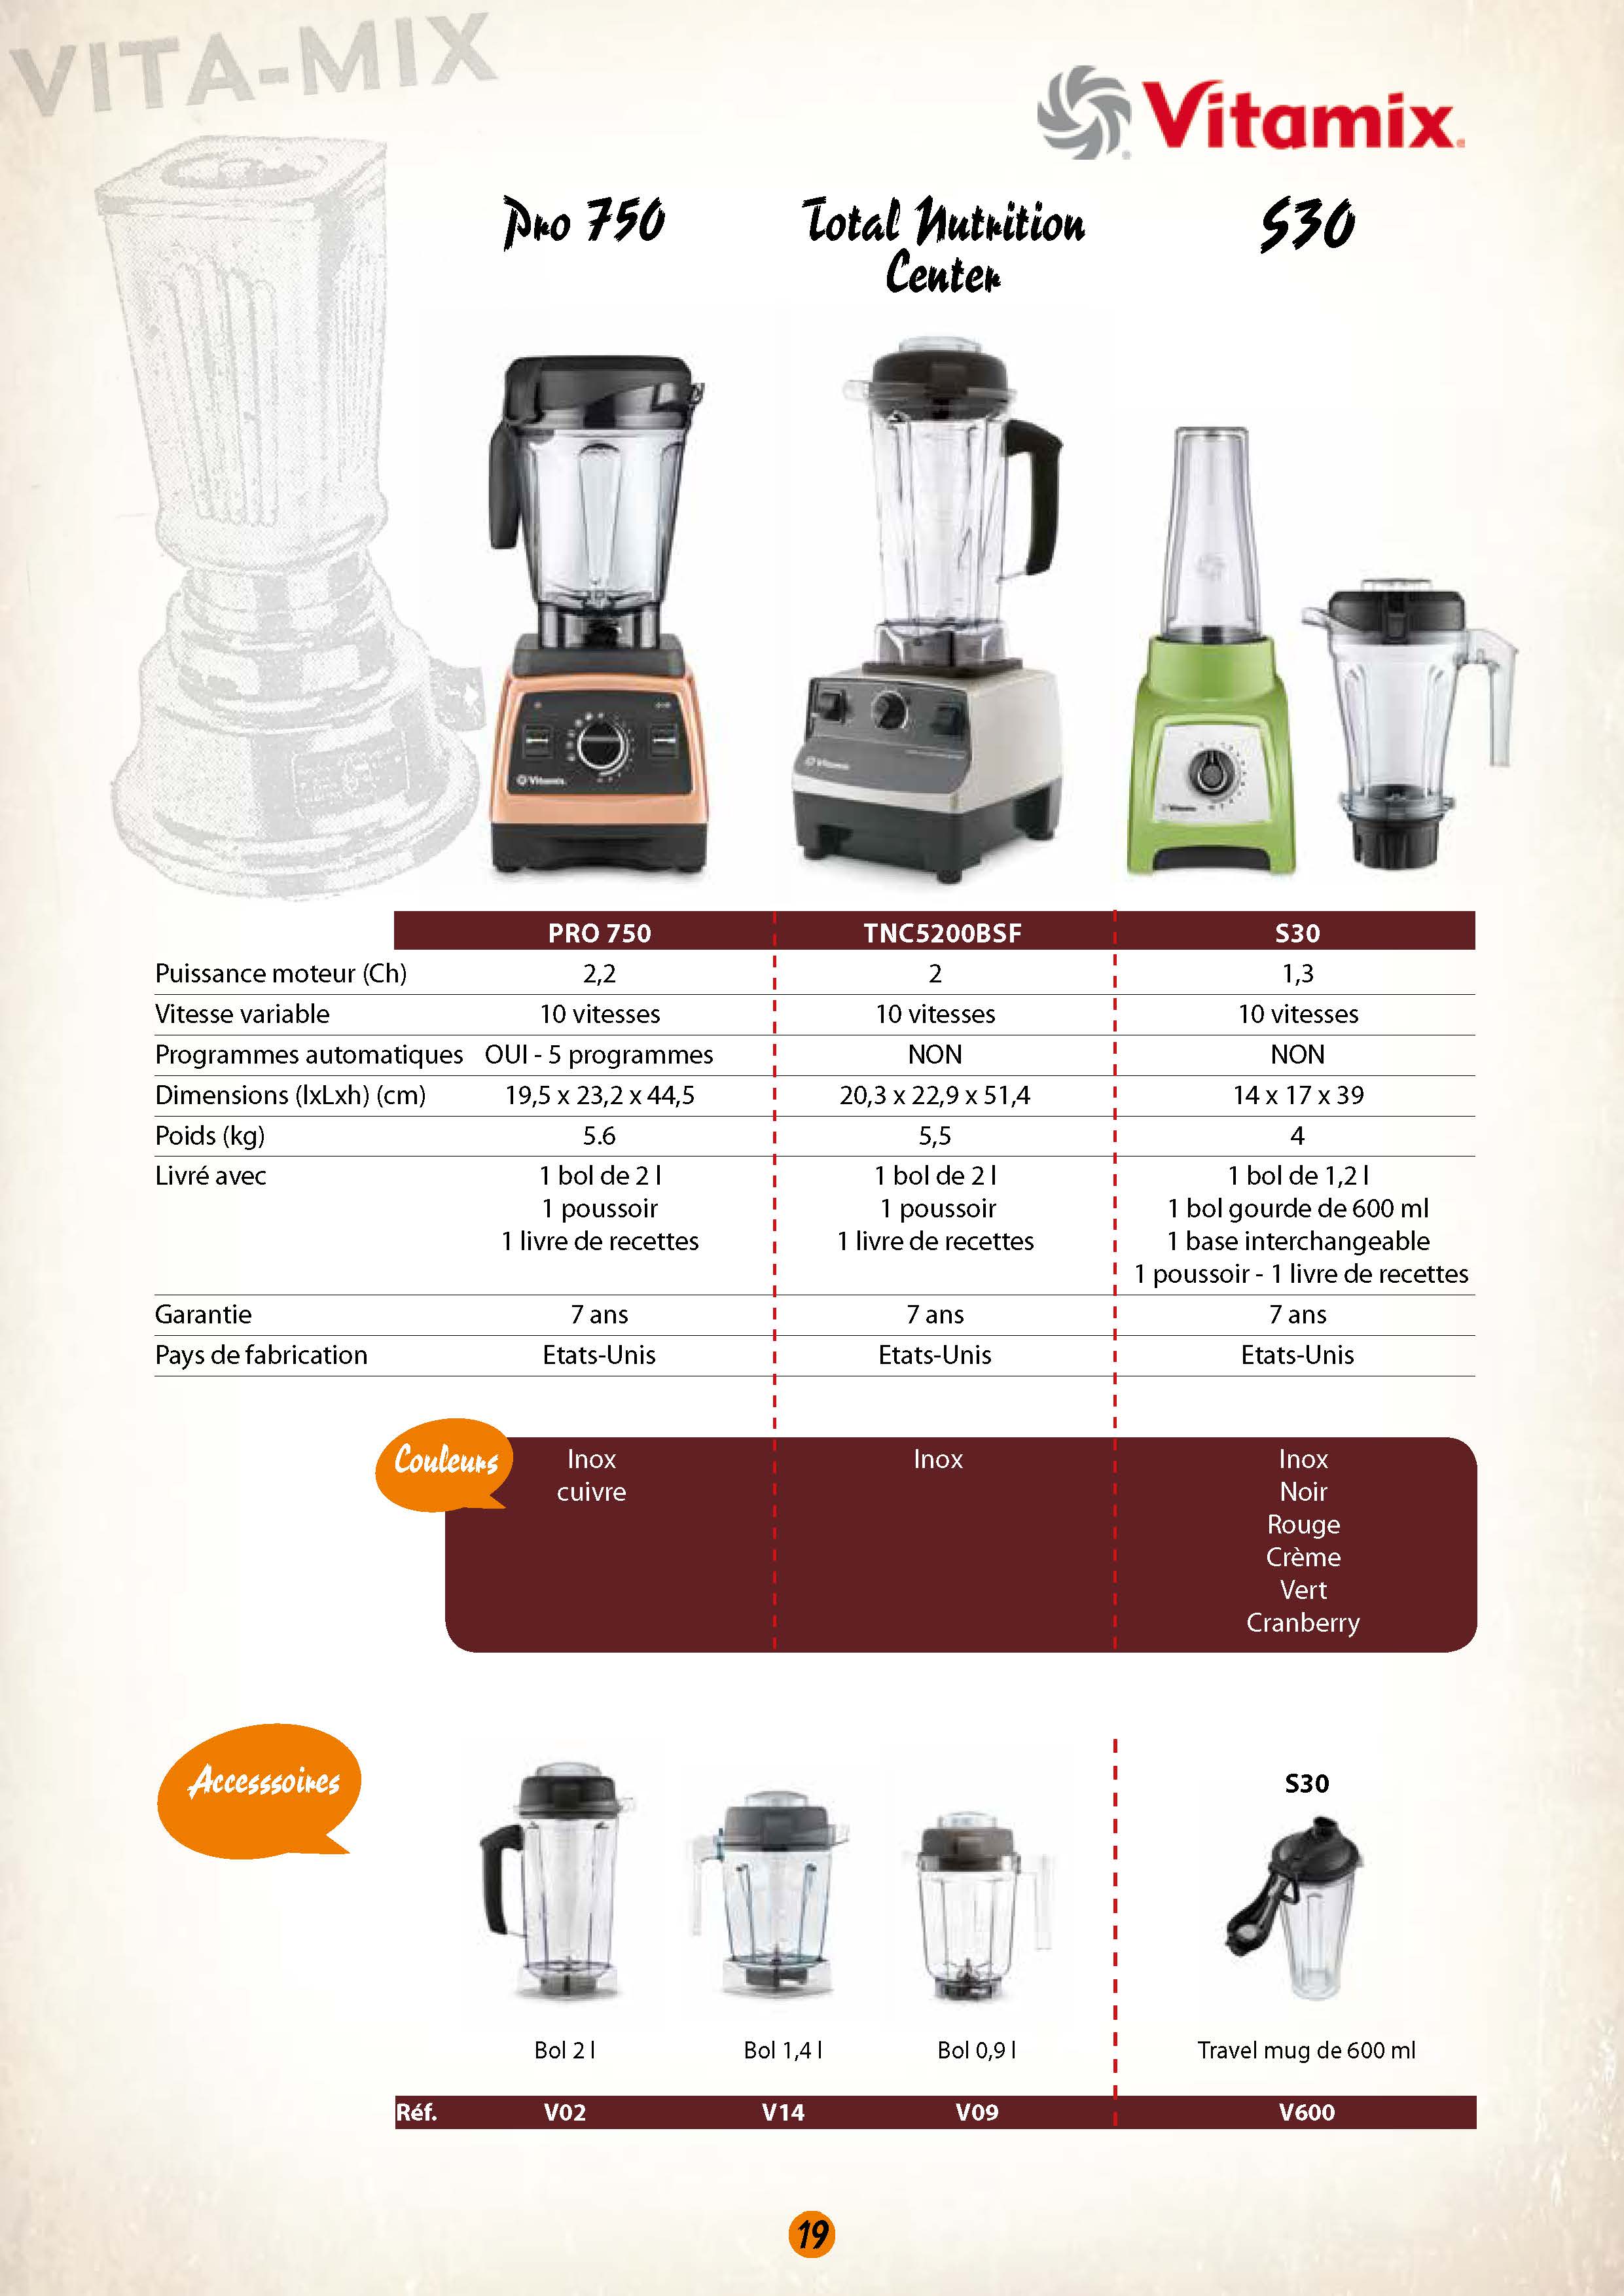 VITA-MIX
Vitamix
Pro 750
Total Nutrition
Center
S30
Vitamix
Vitamix
Vitamix
PRO 750 TNC5200BSF S30
Puissance moteur (Ch) 2,2 2 1,3
Vitesse variable 10 vitesses 10 vitesses 10 vitesses
Programmes automatiques OUI - 5 programmes NON NON
Dimensions (lxLxh) (cm) 19,5 x 23,2 x 44,5 20,3 x 22,9 x 51,4 14 x 17 x 39
Poids (kg) 5.6 5,5 4
Livré avec 1 bol de 2 l 1 bol de 2 l 1 bol de 1,2 l
1 poussoir 1 poussoir 1 bol gourde de 600 ml
1 livre de recettes 1 livre de recettes 1 base interchangeable
1 poussoir - 1 livre de recettes
Garantie 7 ans 7 ans 7 ans
Pays de fabrication Etats-Unis Etats-Unis Etats-Unis
Couleurs Inox Inox Inox
cuivre Noir
Rouge
Crème
Vert
Cranberry
Accesssoires
S30
Bol 2 l Bol 1,4 l Bol 0,9 l Travel mug de 600 ml
Réf. V02 V14 V09 V600
19